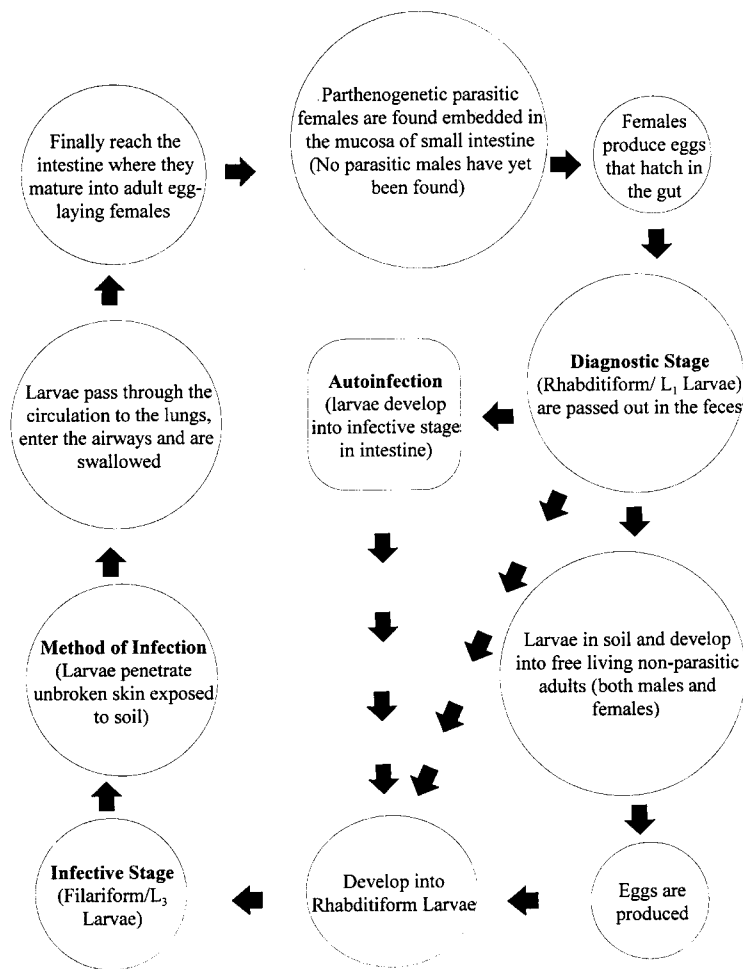 Parthenogenetic parasitic
females are found embedded in
the mucosa of small intestine
(No parasitic males have yet
been found)
Females
produce eggs
that hatch in
the gut
Diagnostic Stage
(Rhabditiform/ L₁ Larvae)
are passed out in the feces
Autoinfection
(larvae develop
into infective stage
in intestine)
Larvae in soil and develop
into free living non-parasitic
adults (both males and
females)
Eggs are
produced
Develop into
Rhabditiform Larvae
Infective Stage
(Filariform/L₃
Larvae)
Method of Infection
(Larvae penetrate
unbroken skin exposed
to soil)
Larvae pass through the
circulation to the lungs,
enter the airways and are
swallowed
Finally reach the
intestine where they
mature into adult egg-
laying females